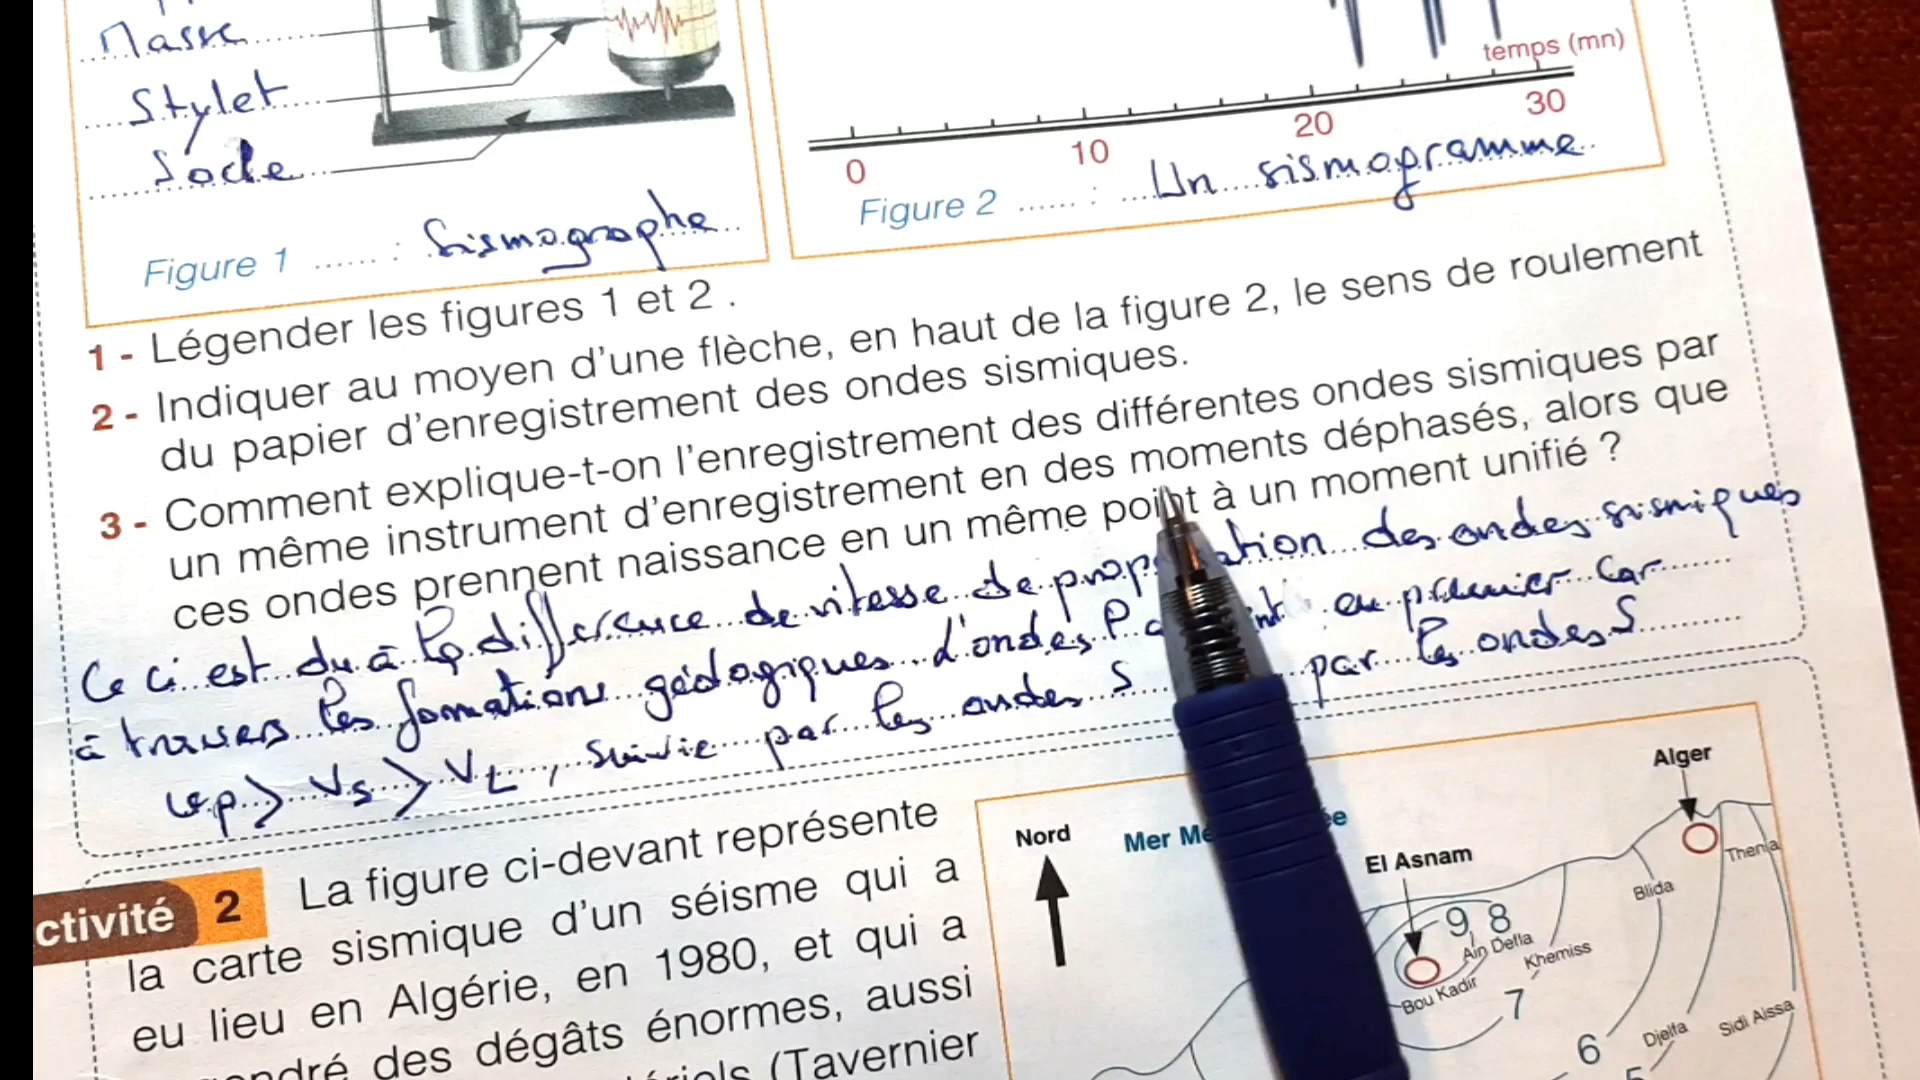 Masse
Stylet
Socle
Figure 1 ...... : Sismographe
temps (mn)
0 10 20 30
Figure 2 ...... : Un sismogramme
1 - Légender les figures 1 et 2 .
2 - Indiquer au moyen d'une flèche, en haut de la figure 2, le sens de roulement
du papier d'enregistrement des ondes sismiques.
3 - Comment explique-t-on l'enregistrement des différentes ondes sismiques par
un même instrument d'enregistrement en des moments déphasés, alors que
ces ondes prennent naissance en un même point à un moment unifié ?
Ce ci est du à la différence de vitesse de propagation des ondes sismiques
à travers les formations géologiques. L'ondes P en premier car
Vp > Vs > VL, suivie par les ondes S par les ondes S
ctivité 2 La figure ci-devant représente
la carte sismique d'un séisme qui a
eu lieu en Algérie, en 1980, et qui a
des dégâts énormes, aussi
(Tavernier
Nord
Mer
Alger
El Asnam
Thenia
Blida
9 8
Ain Defla
Khemiss
Bou Kadir
7
6
Djelfa
Sidi Aissa
5